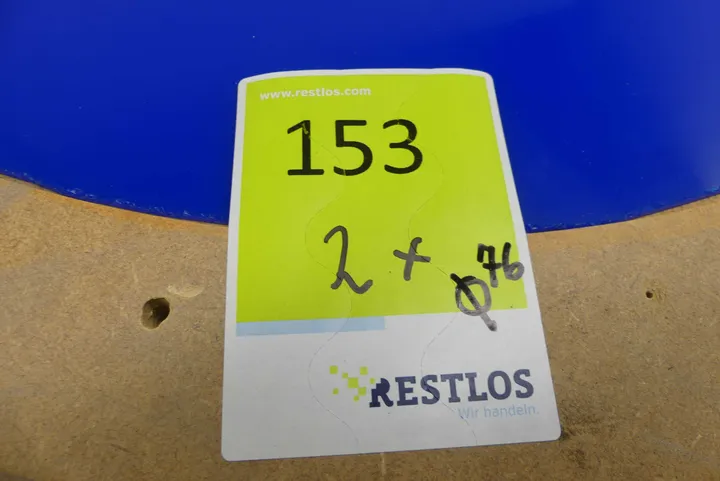 www.restlos.com
153
2 x ⌀76
RESTLOS
Wir handeln.